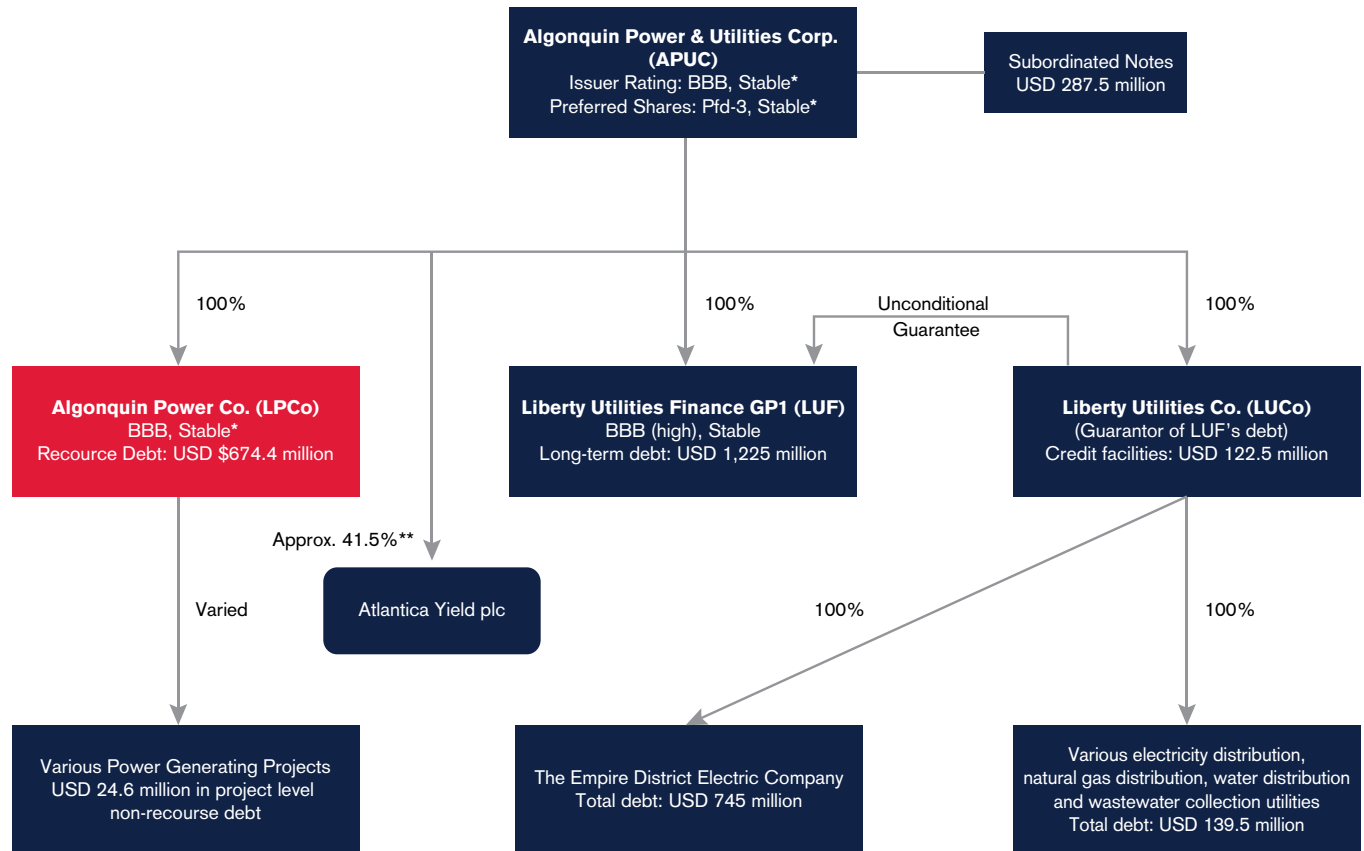 Algonquin Power & Utilities Corp.
(APUC)
Issuer Rating: BBB, Stable*
Preferred Shares: Pfd-3, Stable*
Subordinated Notes
USD 287.5 million
100%
100%
Unconditional
Guarantee
100%
Algonquin Power Co. (LPCo)
BBB, Stable*
Recource Debt: USD $674.4 million
Liberty Utilities Finance GP1 (LUF)
BBB (high), Stable
Long-term debt: USD 1,225 million
Liberty Utilities Co. (LUCo)
(Guarantor of LUF's debt)
Credit facilities: USD 122.5 million
Approx. 41.5%**
Atlantica Yield plc
Varied
100%
100%
Various Power Generating Projects
USD 24.6 million in project level
non-recourse debt
The Empire District Electric Company
Total debt: USD 745 million
Various electricity distribution,
natural gas distribution, water distribution
and wastewater collection utilities
Total debt: USD 139.5 million